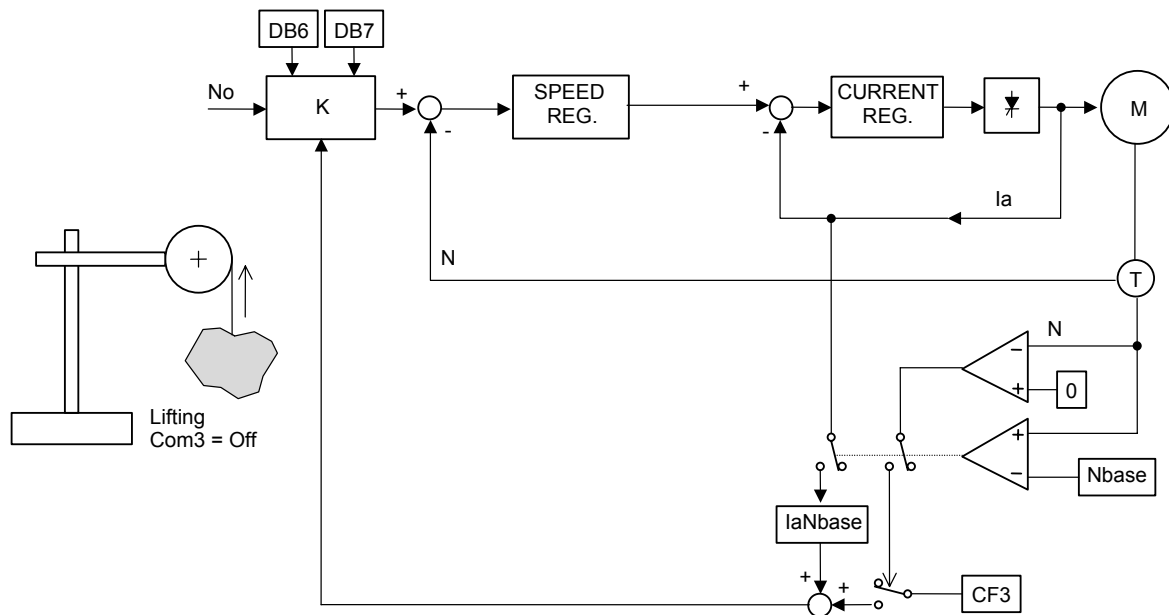 DB6
DB7
No
K
+
-
SPEED
REG.
+
-
CURRENT
REG.
M
Ia
N
T
N
−
+
0
+
−
Nbase
Lifting
Com3 = Off
IaNbase
+
+
CF3